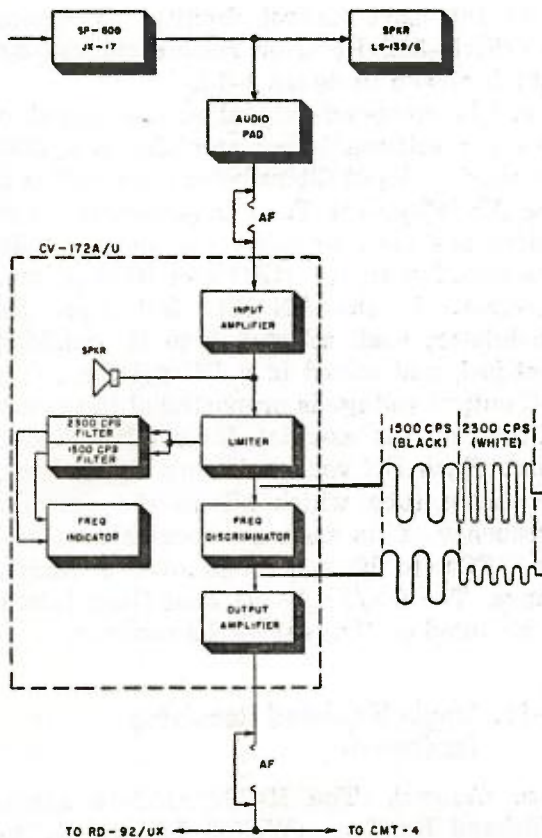 SP-600
JX-17
SPKR
LS-139/G
AUDIO
PAD
AF
CV-172A/U
INPUT
AMPLIFIER
SPKR
2300 CPS
FILTER
1500 CPS
FILTER
LIMITER
1500 CPS
(BLACK)
2300 CPS
(WHITE)
FREQ
INDICATOR
FREQ
DISCRIMINATOR
OUTPUT
AMPLIFIER
AF
TO RD-92/UX
TO CMT-4